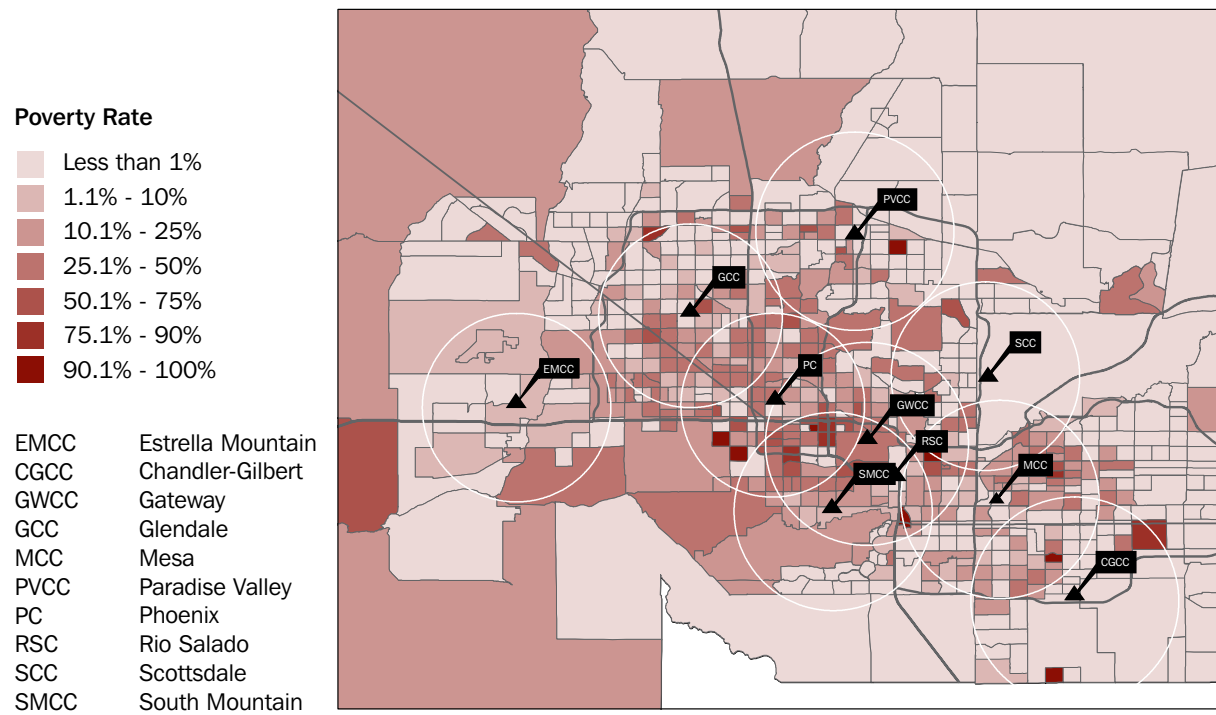 Poverty Rate
Less than 1%
1.1% - 10%
10.1% - 25%
25.1% - 50%
50.1% - 75%
75.1% - 90%
90.1% - 100%
EMCC Estrella Mountain
CGCC Chandler-Gilbert
GWCC Gateway
GCC Glendale
MCC Mesa
PVCC Paradise Valley
PC Phoenix
RSC Rio Salado
SCC Scottsdale
SMCC South Mountain
PVCC
GCC
SCC
EMCC
PC
GWCC
RSC
MCC
SMCC
CGCC